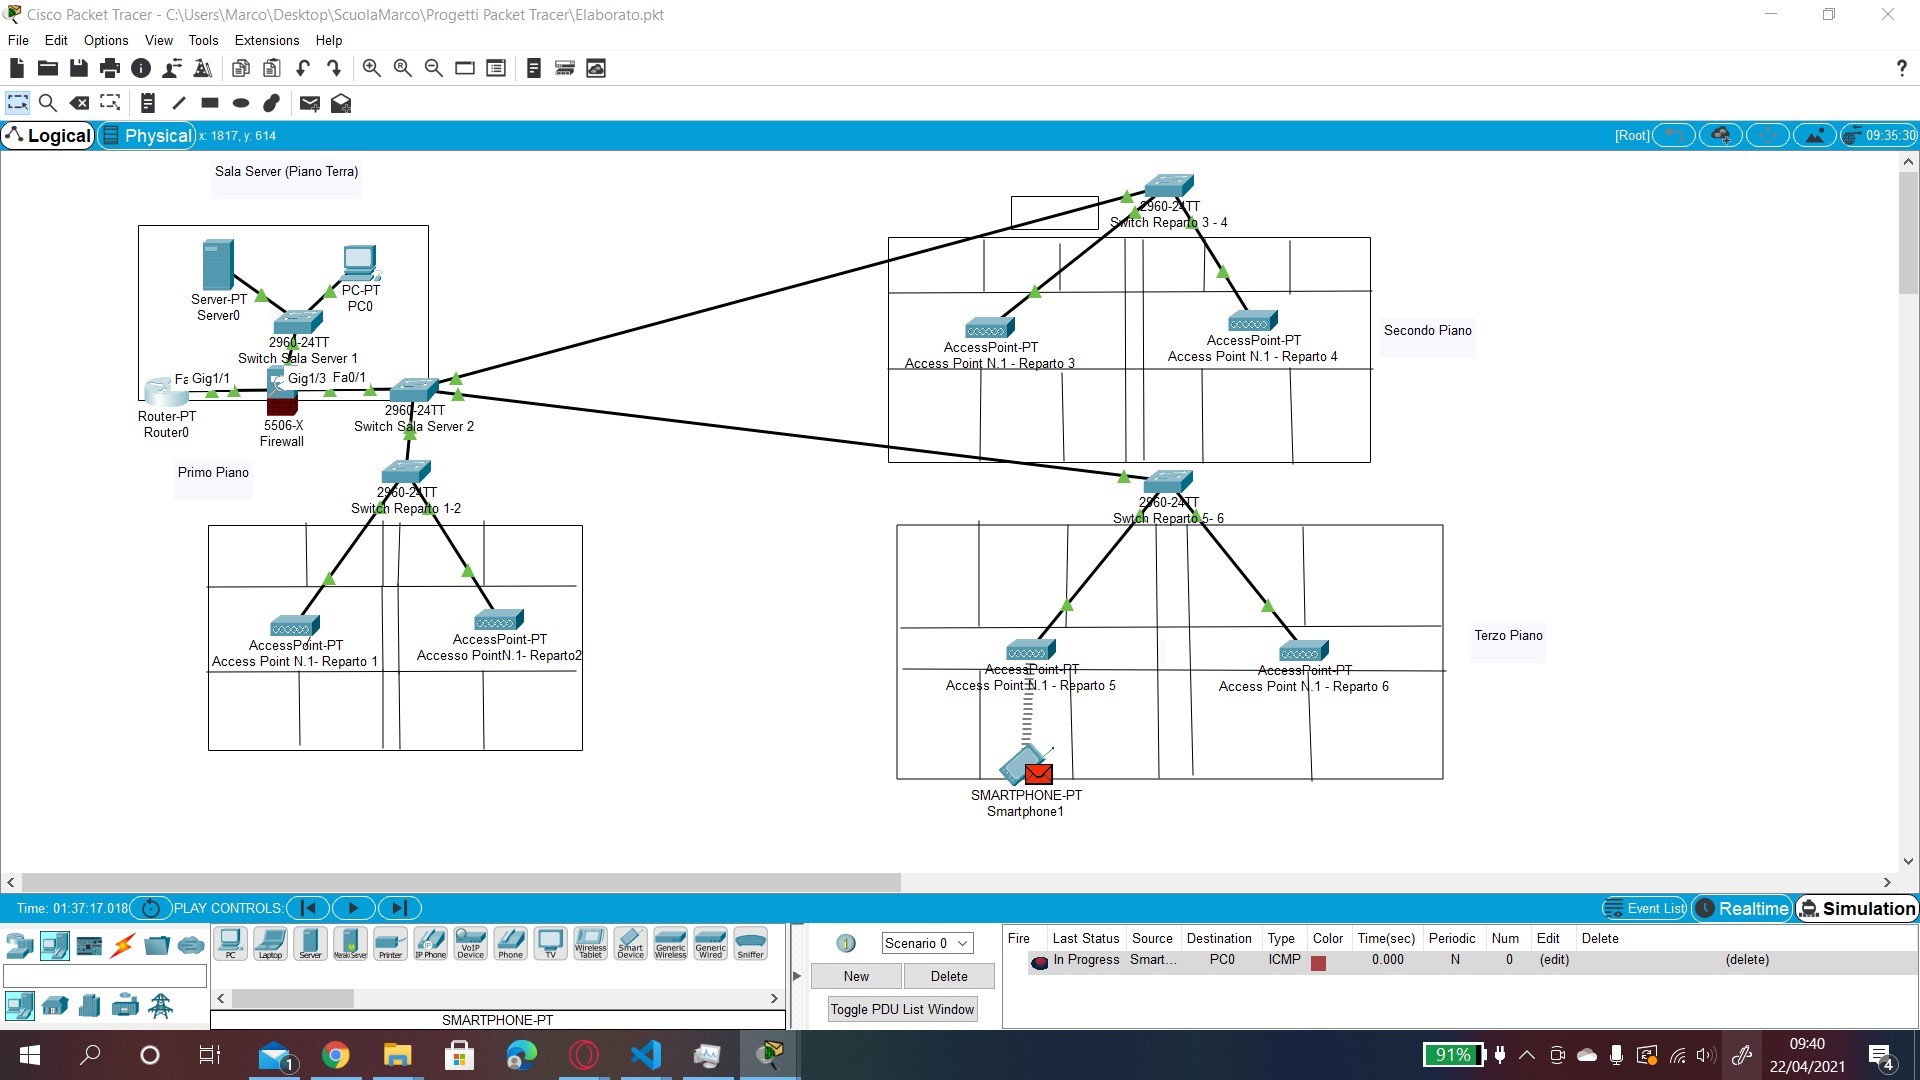 Cisco Packet Tracer - C:\Users\Marco\Desktop\ScuolaMarco\Progetti Packet Tracer\Elaborato.pkt
File Edit Options View Tools Extensions Help
Logical Physical x: 1817, y: 614 [Root] 09:35:30
Sala Server (Piano Terra)
Server-PT
Server0
PC-PT
PC0
2960-24TT
Switch Sala Server 1
Fa Gig1/1 Gig1/3 Fa0/1
Router-PT
Router0
5506-X
Firewall
2960-24TT
Switch Sala Server 2
2960-24TT
Switch Reparto 3 - 4
AccessPoint-PT
Access Point N.1 - Reparto 3
AccessPoint-PT
Access Point N.1 - Reparto 4
Secondo Piano
Primo Piano
2960-24TT
Switch Reparto 1-2
AccessPoint-PT
Access Point N.1- Reparto 1
AccessPoint-PT
Accesso PointN.1- Reparto2
2960-24TT
Swtch Reparto 5- 6
AccessPoint-PT
Access Point N.1 - Reparto 5
AccessPoint-PT
Access Point N.1 - Reparto 6
Terzo Piano
SMARTPHONE-PT
Smartphone1
Time: 01:37:17.018 PLAY CONTROLS: Event List Realtime Simulation
PC Laptop Server Meraki Server Printer IP Phone VoIP Device Phone TV Wireless Tablet Smart Device Generic Wireless Generic Wired Sniffer
SMARTPHONE-PT
1 Scenario 0
New Delete
Toggle PDU List Window
Fire Last Status Source Destination Type Color Time(sec) Periodic Num Edit Delete
In Progress Smart... PC0 ICMP 0.000 N 0 (edit) (delete)
1
91%
09:40
22/04/2021
4